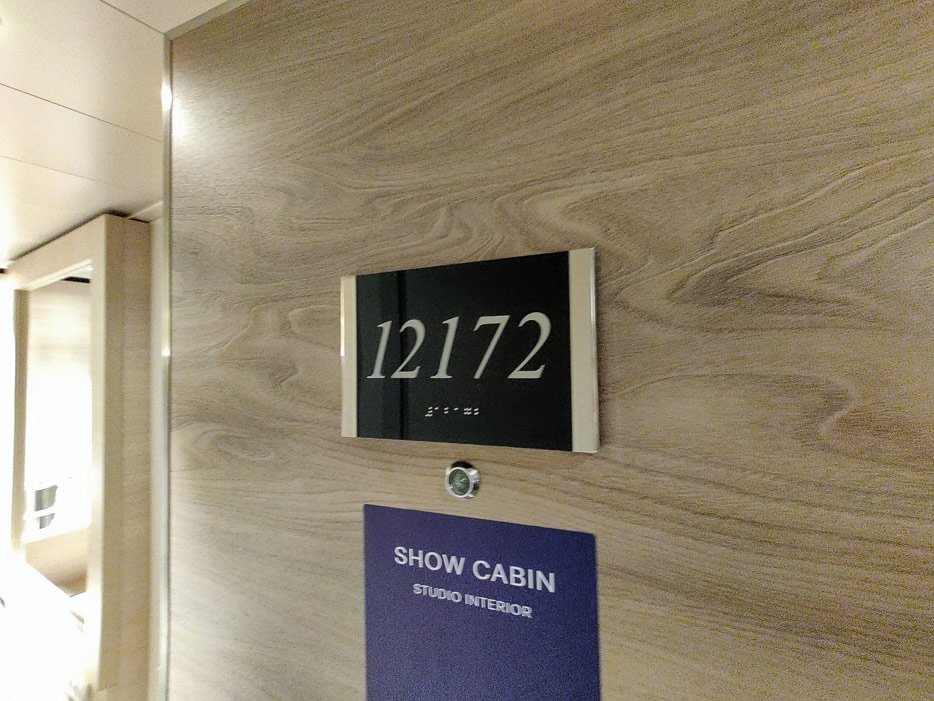 12172
SHOW CABIN
STUDIO INTERIOR